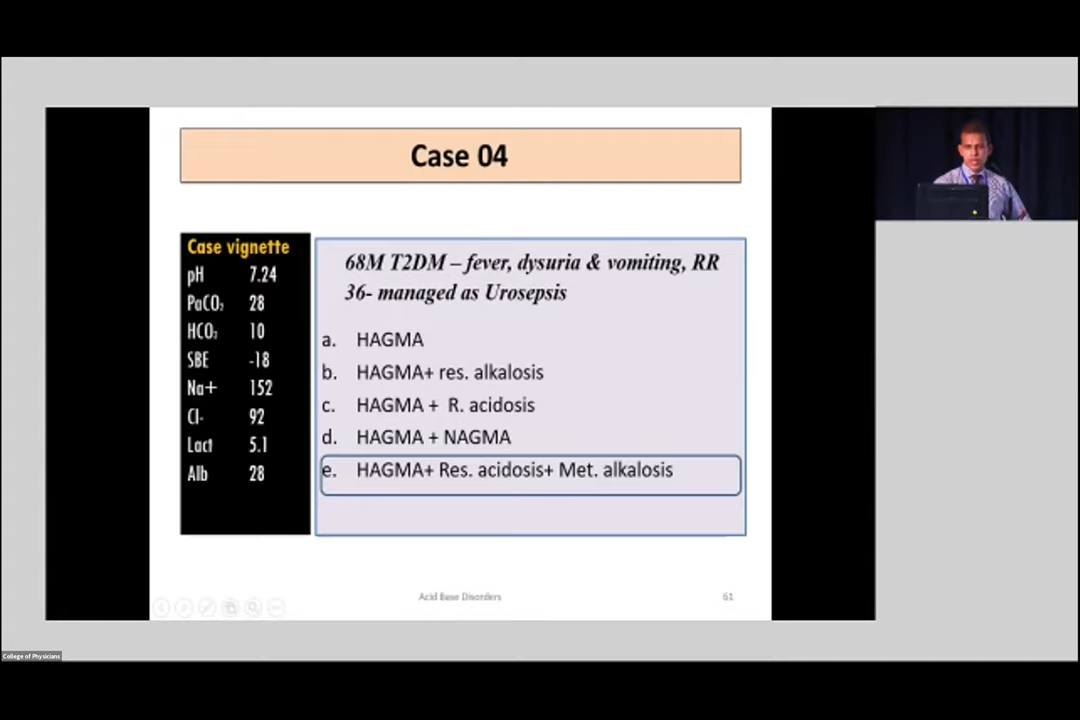 Case 04
Case vignette
pH 7.24
PaCO₂ 28
HCO₃ 10
SBE -18
Na+ 152
Cl- 92
Lact 5.1
Alb 28
68M T2DM – fever, dysuria & vomiting, RR
36- managed as Urosepsis
a. HAGMA
b. HAGMA+ res. alkalosis
c. HAGMA + R. acidosis
d. HAGMA + NAGMA
e. HAGMA+ Res. acidosis+ Met. alkalosis
Acid Base Disorders
61
College of Physicians